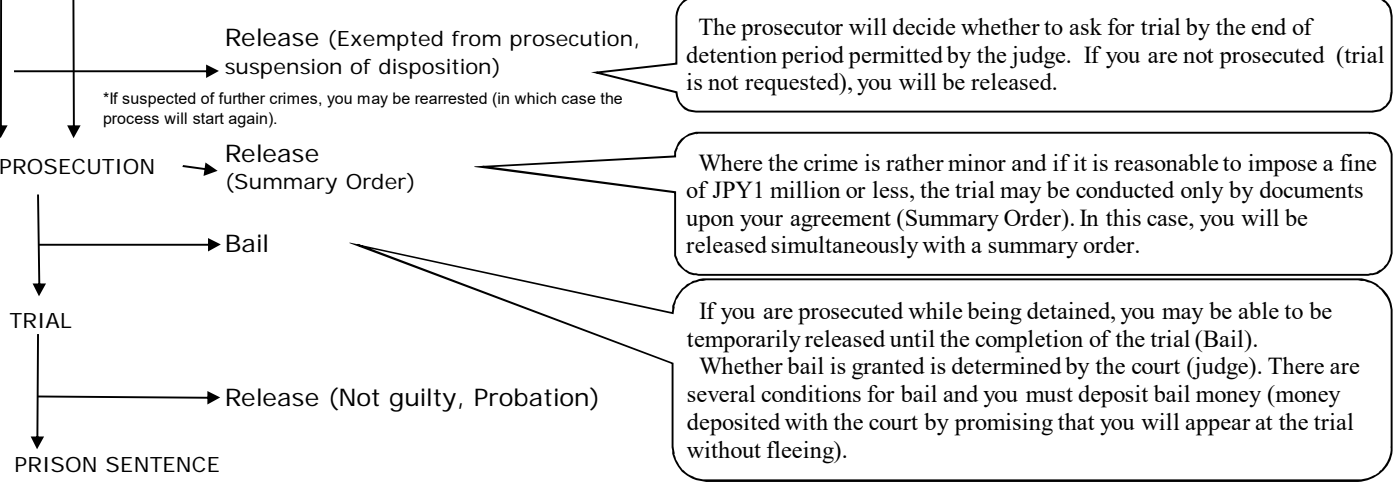 Release (Exempted from prosecution,
suspension of disposition)
*If suspected of further crimes, you may be rearrested (in which case the
process will start again).
The prosecutor will decide whether to ask for trial by the end of
detention period permitted by the judge. If you are not prosecuted (trial
is not requested), you will be released.
PROSECUTION
Release
(Summary Order)
Where the crime is rather minor and if it is reasonable to impose a fine
of JPY1 million or less, the trial may be conducted only by documents
upon your agreement (Summary Order). In this case, you will be
released simultaneously with a summary order.
Bail
If you are prosecuted while being detained, you may be able to be
temporarily released until the completion of the trial (Bail).
Whether bail is granted is determined by the court (judge). There are
several conditions for bail and you must deposit bail money (money
deposited with the court by promising that you will appear at the trial
without fleeing).
TRIAL
Release (Not guilty, Probation)
PRISON SENTENCE